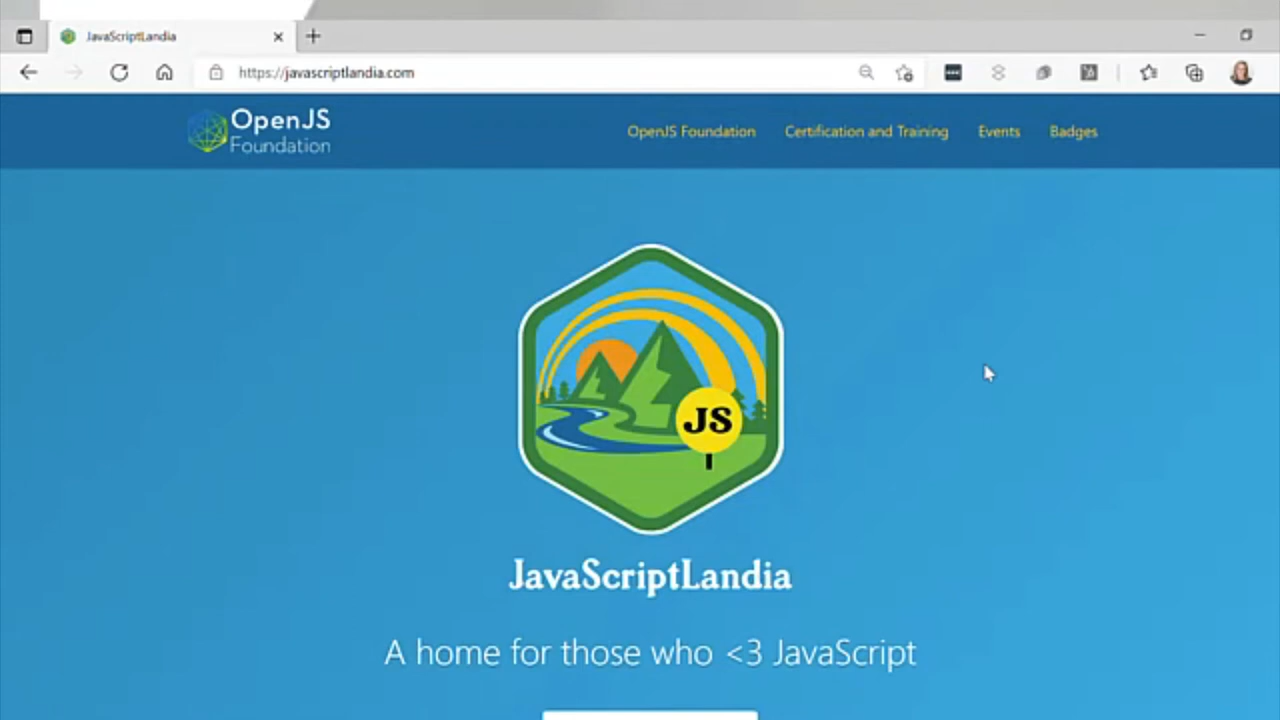 JavaScriptLandia
https://javascriptlandia.com
OpenJS
Foundation
OpenJS Foundation
Certification and Training
Events
Badges
JS
JavaScriptLandia
A home for those who <3 JavaScript